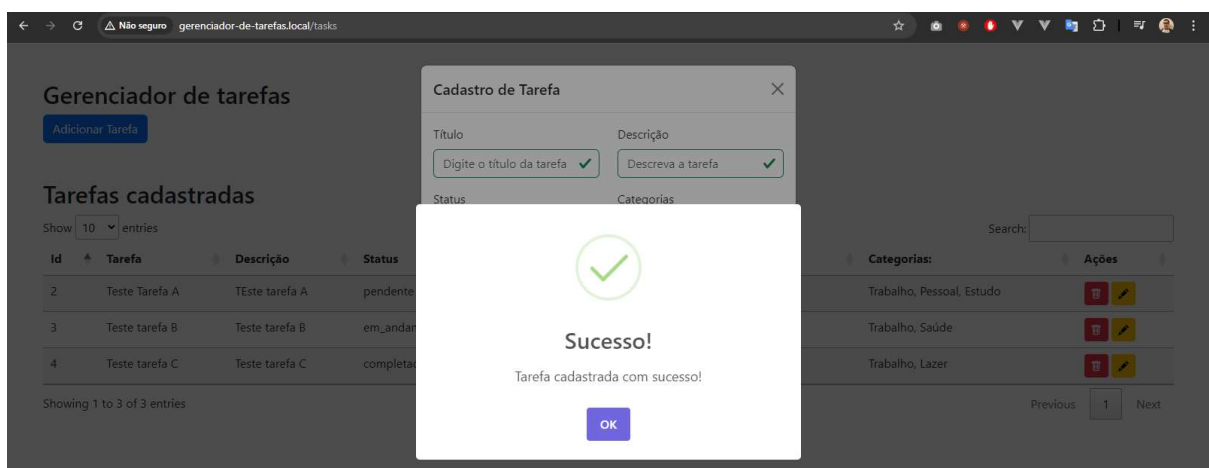 Não seguro gerenciador-de-tarefas.local/tasks
Gerenciador de tarefas
Adicionar Tarefa
Cadastro de Tarefa
Título Descrição
Digite o título da tarefa Descreva a tarefa
Status Categorias
Tarefas cadastradas
Show 10 entries Search:
Id Tarefa Descrição Status Categorias: Ações
2 Teste Tarefa A TEste tarefa A pendente Trabalho, Pessoal, Estudo
3 Teste tarefa B Teste tarefa B em_andar Trabalho, Saúde
4 Teste tarefa C Teste tarefa C completad Trabalho, Lazer
Showing 1 to 3 of 3 entries Previous 1 Next
Sucesso!
Tarefa cadastrada com sucesso!
OK